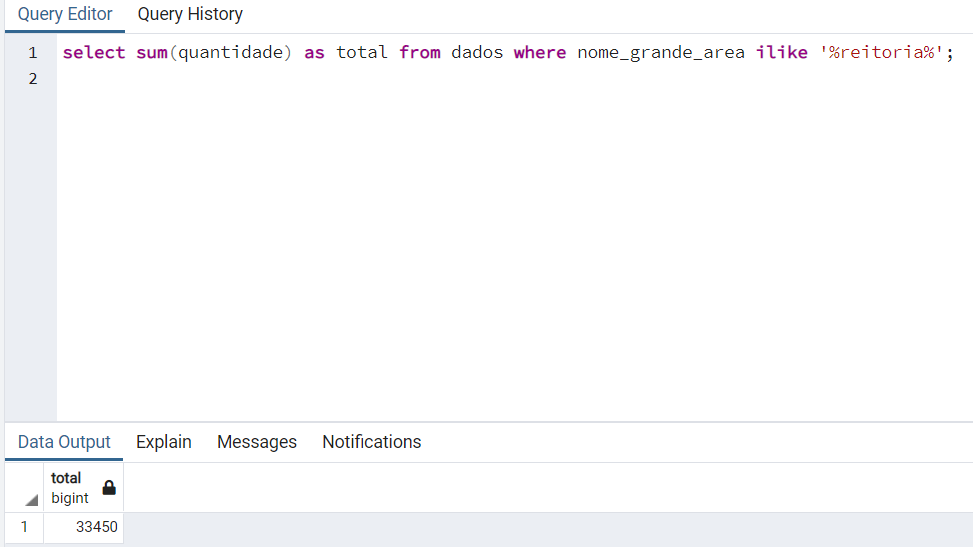 Query Editor Query History
1 select sum(quantidade) as total from dados where nome_grande_area ilike '%reitoria%';
2
Data Output Explain Messages Notifications
total
bigint
1 33450